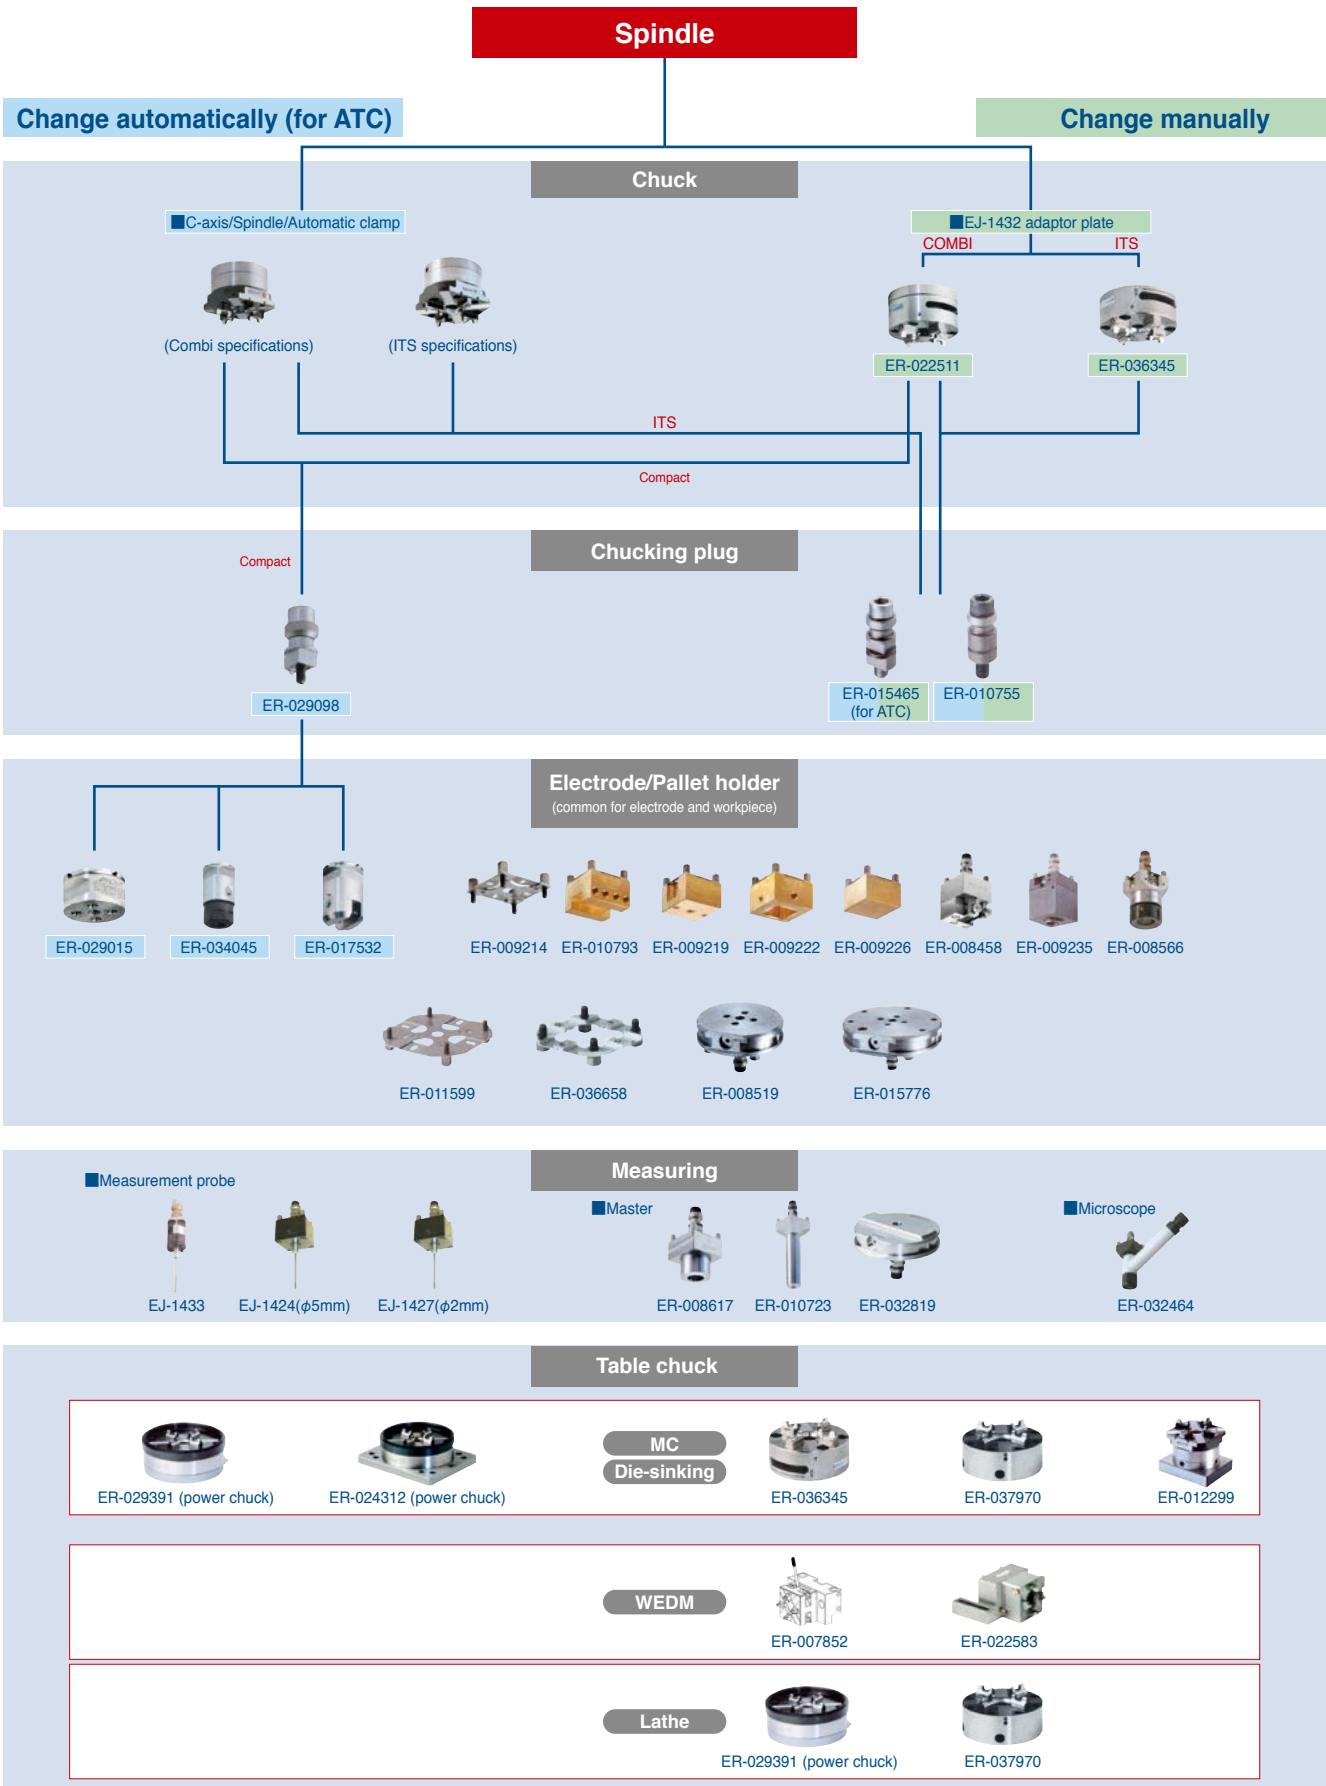 Spindle
Change automatically (for ATC)
Change manually
Chuck
■C-axis/Spindle/Automatic clamp
■EJ-1432 adaptor plate
COMBI
ITS
(Combi specifications)
(ITS specifications)
ER-022511
ER-036345
ITS
Compact
Chucking plug
Compact
ER-029098
ER-015465
(for ATC)
ER-010755
Electrode/Pallet holder
(common for electrode and workpiece)
ER-029015
ER-034045
ER-017532
ER-009214
ER-010793
ER-009219
ER-009222
ER-009226
ER-008458
ER-009235
ER-008566
ER-011599
ER-036658
ER-008519
ER-015776
Measuring
■Measurement probe
■Master
■Microscope
EJ-1433
EJ-1424(φ5mm)
EJ-1427(φ2mm)
ER-008617
ER-010723
ER-032819
ER-032464
Table chuck
MC
Die-sinking
ER-029391 (power chuck)
ER-024312 (power chuck)
ER-036345
ER-037970
ER-012299
WEDM
ER-007852
ER-022583
Lathe
ER-029391 (power chuck)
ER-037970